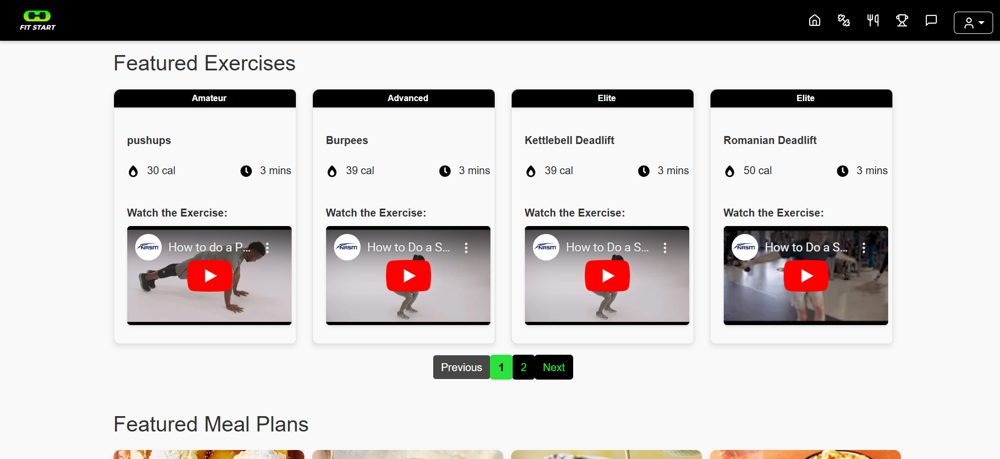 FIT START
Featured Exercises
Amateur
pushups
30 cal
3 mins
Watch the Exercise:
NASM
How to do a P...
Advanced
Burpees
39 cal
3 mins
Watch the Exercise:
NASM
How to Do a S...
Elite
Kettlebell Deadlift
39 cal
3 mins
Watch the Exercise:
NASM
How to Do a S...
Elite
Romanian Deadlift
50 cal
3 mins
Watch the Exercise:
NASM
How to Do a S...
Previous 1 2 Next
Featured Meal Plans